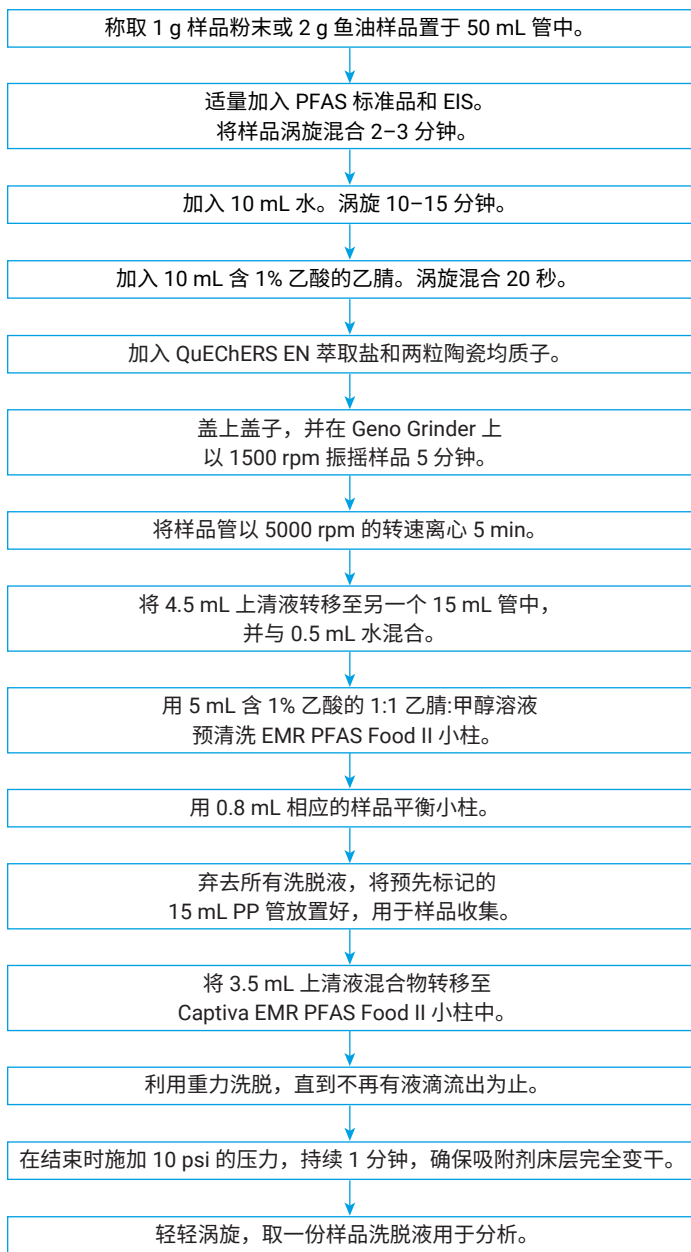 称取 1 g 样品粉末或 2 g 鱼油样品置于 50 mL 管中。
适量加入 PFAS 标准品和 EIS。
将样品涡旋混合 2–3 分钟。
加入 10 mL 水。涡旋 10–15 分钟。
加入 10 mL 含 1% 乙酸的乙腈。涡旋混合 20 秒。
加入 QuEChERS EN 萃取盐和两粒陶瓷均质子。
盖上盖子，并在 Geno Grinder 上
以 1500 rpm 振摇样品 5 分钟。
将样品管以 5000 rpm 的转速离心 5 min。
将 4.5 mL 上清液转移至另一个 15 mL 管中，
并与 0.5 mL 水混合。
用 5 mL 含 1% 乙酸的 1:1 乙腈:甲醇溶液
预清洗 EMR PFAS Food II 小柱。
用 0.8 mL 相应的样品平衡小柱。
弃去所有洗脱液，将预先标记的
15 mL PP 管放置好，用于样品收集。
将 3.5 mL 上清液混合物转移至
Captiva EMR PFAS Food II 小柱中。
利用重力洗脱，直到不再有液滴流出为止。
在结束时施加 10 psi 的压力，持续 1 分钟，确保吸附剂床层完全变干。
轻轻涡旋，取一份样品洗脱液用于分析。